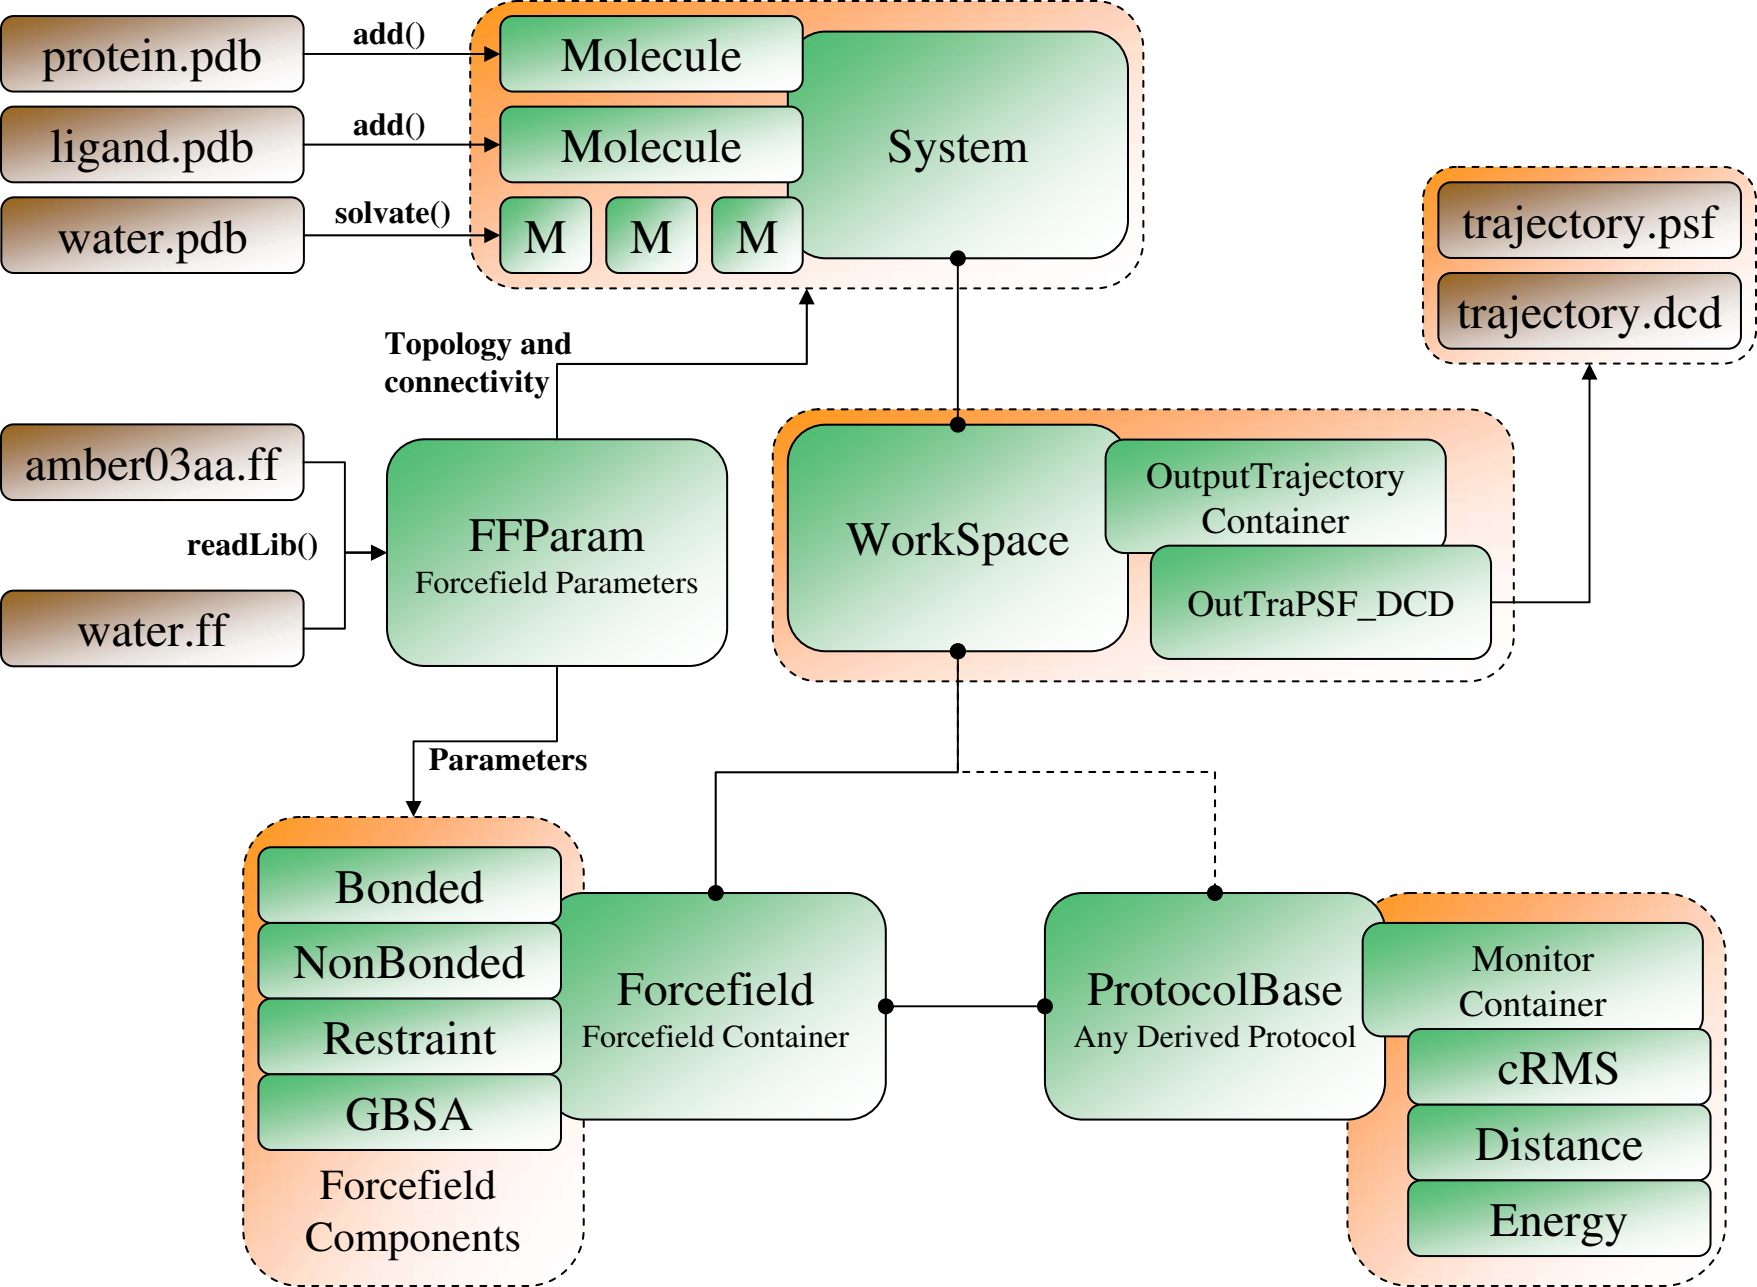 protein.pdb
add()
Molecule
ligand.pdb
add()
Molecule
System
water.pdb
solvate()
M
M
M
trajectory.psf
trajectory.dcd
Topology and
connectivity
amber03aa.ff
readLib()
water.ff
FFParam
Forcefield Parameters
WorkSpace
OutputTrajectory
Container
OutTraPSF_DCD
Parameters
Bonded
NonBonded
Restraint
GBSA
Forcefield
Components
Forcefield
Forcefield Container
ProtocolBase
Any Derived Protocol
Monitor
Container
cRMS
Distance
Energy